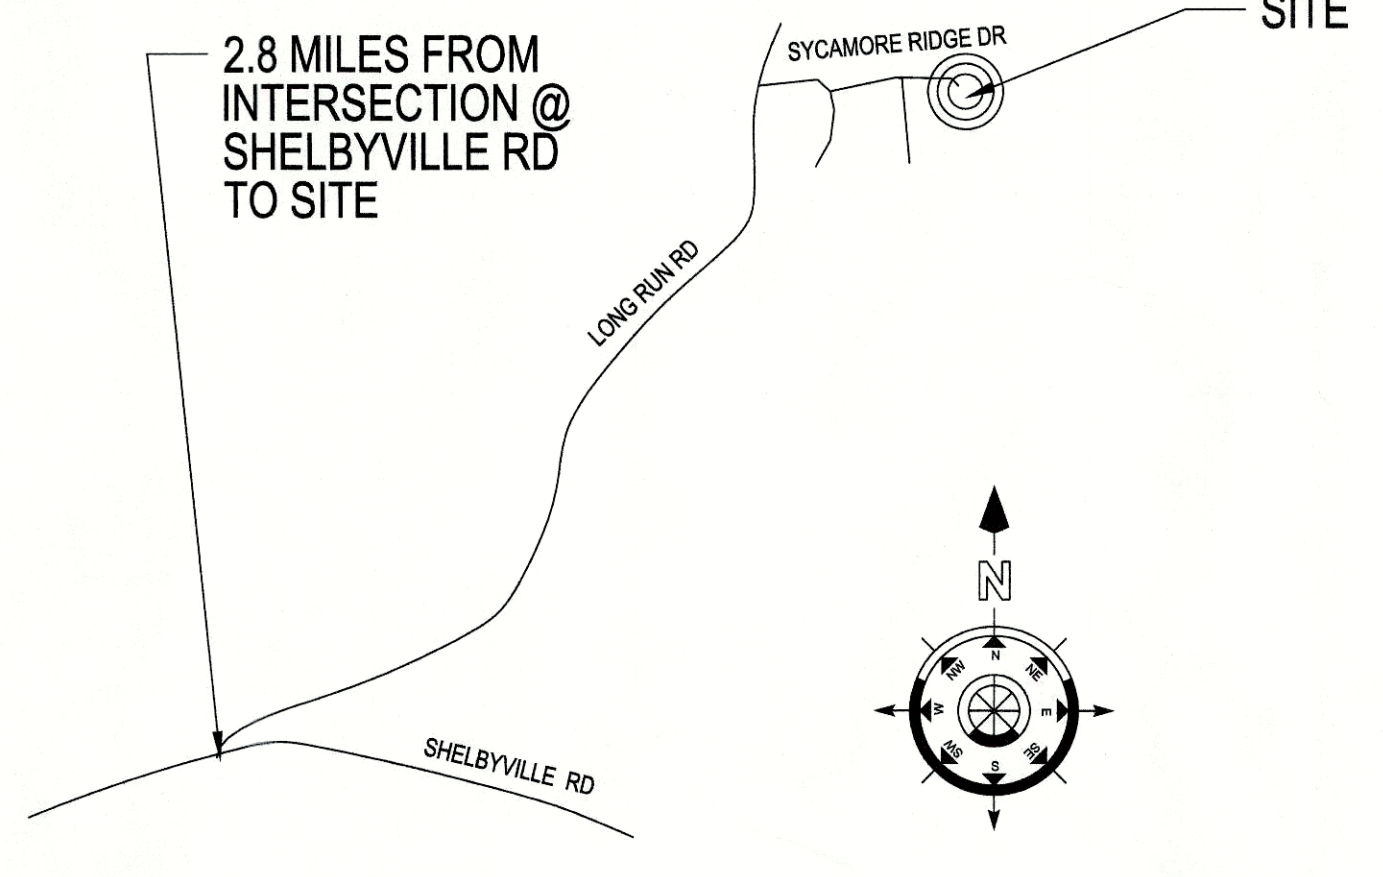 SITE
2.8 MILES FROM
INTERSECTION @
SHELBYVILLE RD
TO SITE
SYCAMORE RIDGE DR
LONG RUN RD
SHELBYVILLE RD
N
N
NE
E
SE
S
SW
W
NW